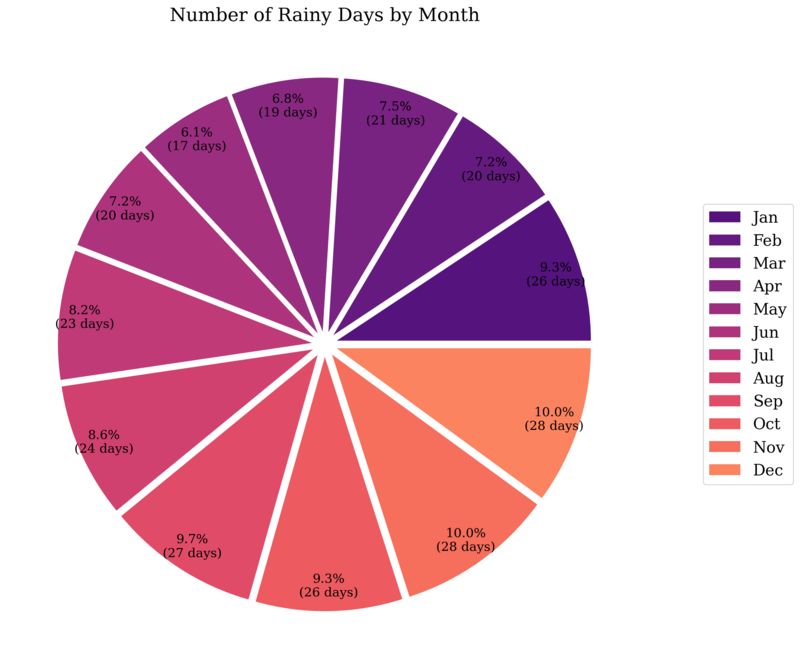 Number of Rainy Days by Month
6.8%
(19 days)
7.5%
(21 days)
6.1%
(17 days)
7.2%
(20 days)
7.2%
(20 days)
9.3%
(26 days)
8.2%
(23 days)
10.0%
(28 days)
8.6%
(24 days)
9.7%
(27 days)
10.0%
(28 days)
9.3%
(26 days)
Jan
Feb
Mar
Apr
May
Jun
Jul
Aug
Sep
Oct
Nov
Dec